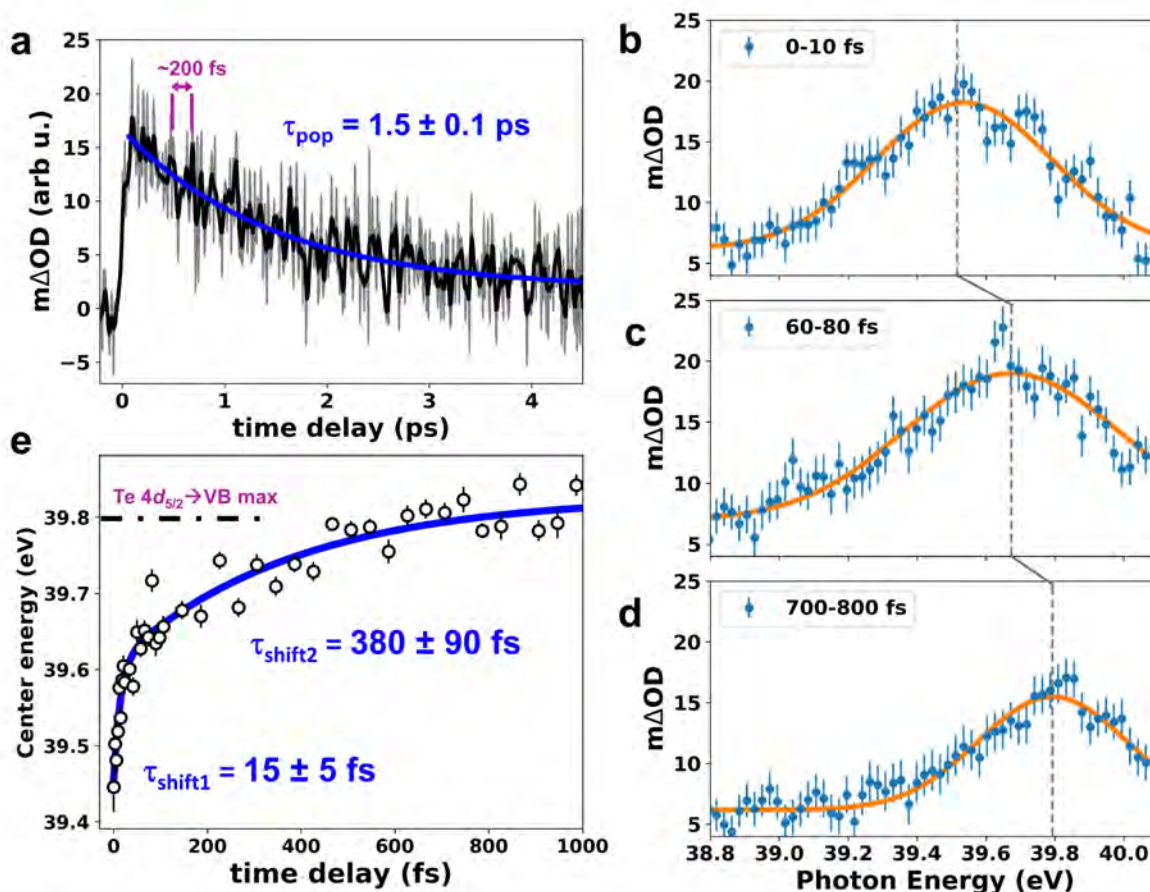 a
25
20
15
10
5
0
−5
mΔOD (arb u.)
~200 fs
τpop = 1.5 ± 0.1 ps
0 1 2 3 4
time delay (ps)
b
25
20
15
10
5
mΔOD
0-10 fs
c
25
20
15
10
5
mΔOD
60-80 fs
d
25
20
15
10
5
mΔOD
700-800 fs
38.8 39.0 39.2 39.4 39.6 39.8 40.0
Photon Energy (eV)
e
39.9
39.8
39.7
39.6
39.5
39.4
Center energy (eV)
Te 4d5/2→VB max
τshift2 = 380 ± 90 fs
τshift1 = 15 ± 5 fs
0 200 400 600 800 1000
time delay (fs)